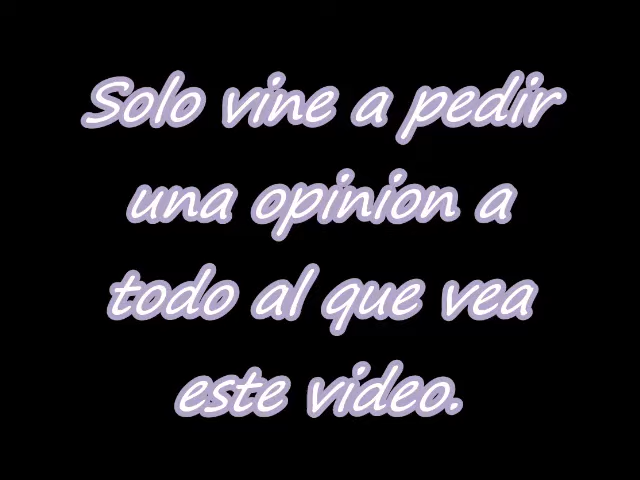 Solo vine a pedir
una opinion a
todo al que vea
este video.